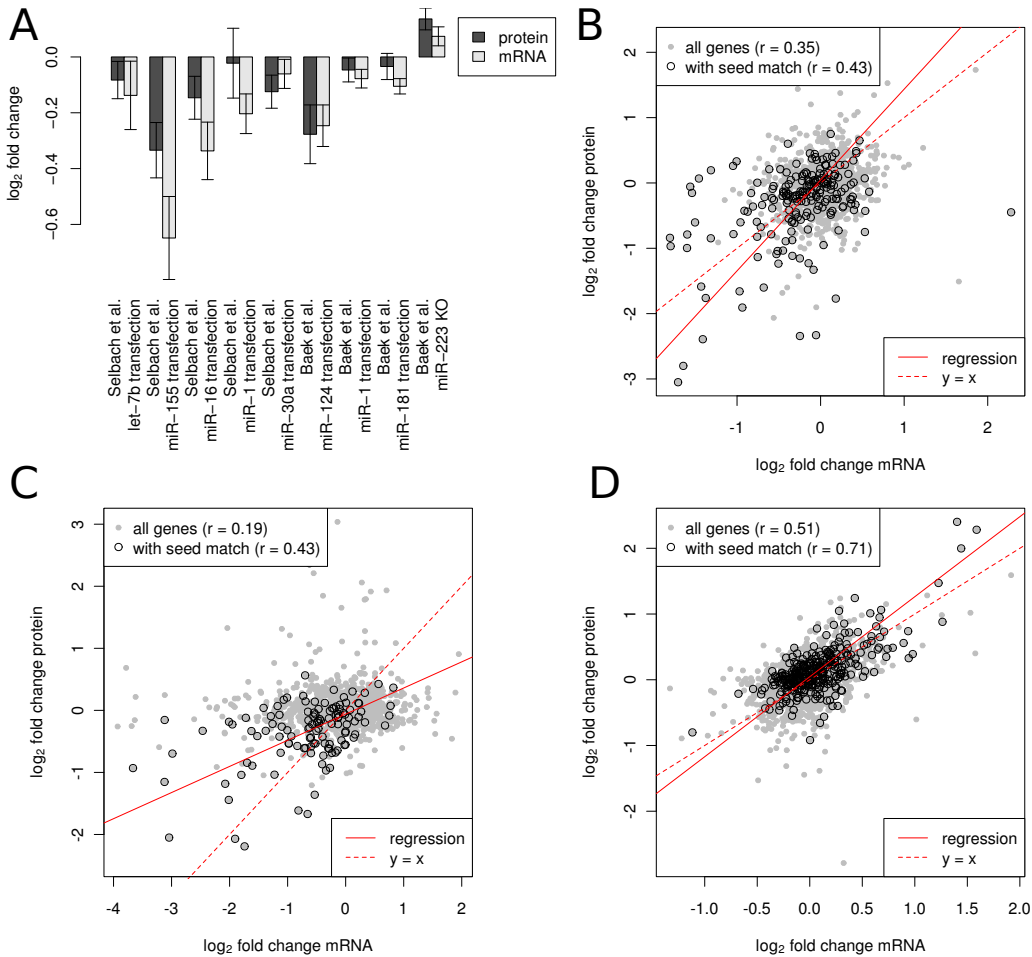 A
protein
mRNA
log2 fold change
0.0
−0.2
−0.4
−0.6
Selbach et al.
let−7b transfection
Selbach et al.
miR−155 transfection
Selbach et al.
miR−16 transfection
Selbach et al.
miR−1 transfection
Selbach et al.
miR−30a transfection
Baek et al.
miR−124 transfection
Baek et al.
miR−1 transfection
Baek et al.
miR−181 transfection
Baek et al.
miR−223 KO
B
all genes (r = 0.35)
with seed match (r = 0.43)
log2 fold change protein
2
1
0
-1
-2
-3
regression
y = x
-1 0 1 2
log2 fold change mRNA
C
all genes (r = 0.19)
with seed match (r = 0.43)
log2 fold change protein
3
2
1
0
-1
-2
regression
y = x
-4 -3 -2 -1 0 1 2
log2 fold change mRNA
D
all genes (r = 0.51)
with seed match (r = 0.71)
log2 fold change protein
2
1
0
-1
-2
regression
y = x
-1.0 -0.5 0.0 0.5 1.0 1.5 2.0
log2 fold change mRNA